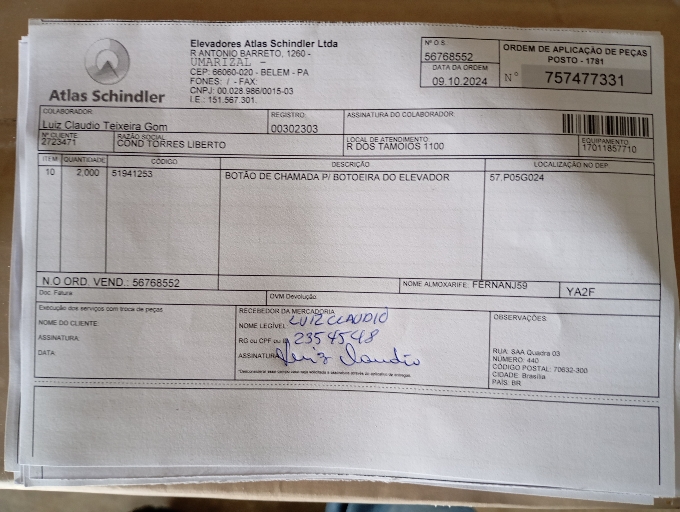 Atlas Schindler
Elevadores Atlas Schindler Ltda
R ANTONIO BARRETO, 1260 -
UMARIZAL -
CEP: 66060-020 - BELEM - PA
FONES: / - FAX:
CNPJ: 00.028.986/0015-03
I.E.: 151.567.301.
Nº O.S.
56768552
DATA DA ORDEM
09.10.2024
ORDEM DE APLICAÇÃO DE PEÇAS
POSTO - 1781
N° 757477331
COLABORADOR
Luiz Claudio Teixeira Gom
REGISTRO
00302303
ASSINATURA DO COLABORADOR
Nº CLIENTE
2723471
RAZÃO SOCIAL
COND TORRES LIBERTO
LOCAL DE ATENDIMENTO
R DOS TAMOIOS 1100
EQUIPAMENTO
17011857710
ITEM QUANTIDADE CÓDIGO DESCRIÇÃO LOCALIZAÇÃO NO DEP.
10 2,000 51941253 BOTÃO DE CHAMADA P/ BOTOEIRA DO ELEVADOR 57.P05G024
N.O ORD. VEND.: 56768552
NOME ALMOXARIFE: FERNANJ59
YA2F
Doc. Fatura
OVM Devolução
Execução dos serviços com troca de peças
NOME DO CLIENTE
ASSINATURA:
DATA:
RECEBEDOR DA MERCADORIA
NOME LEGÍVEL: LUIZ CLAUDIO
RG ou CPF ou 2354548
ASSINATURA Luiz Claudio
OBSERVAÇÕES:
RUA: SAA Quadra 03
NÚMERO: 440
CÓDIGO POSTAL: 70632-300
CIDADE: Brasília
PAÍS: BR